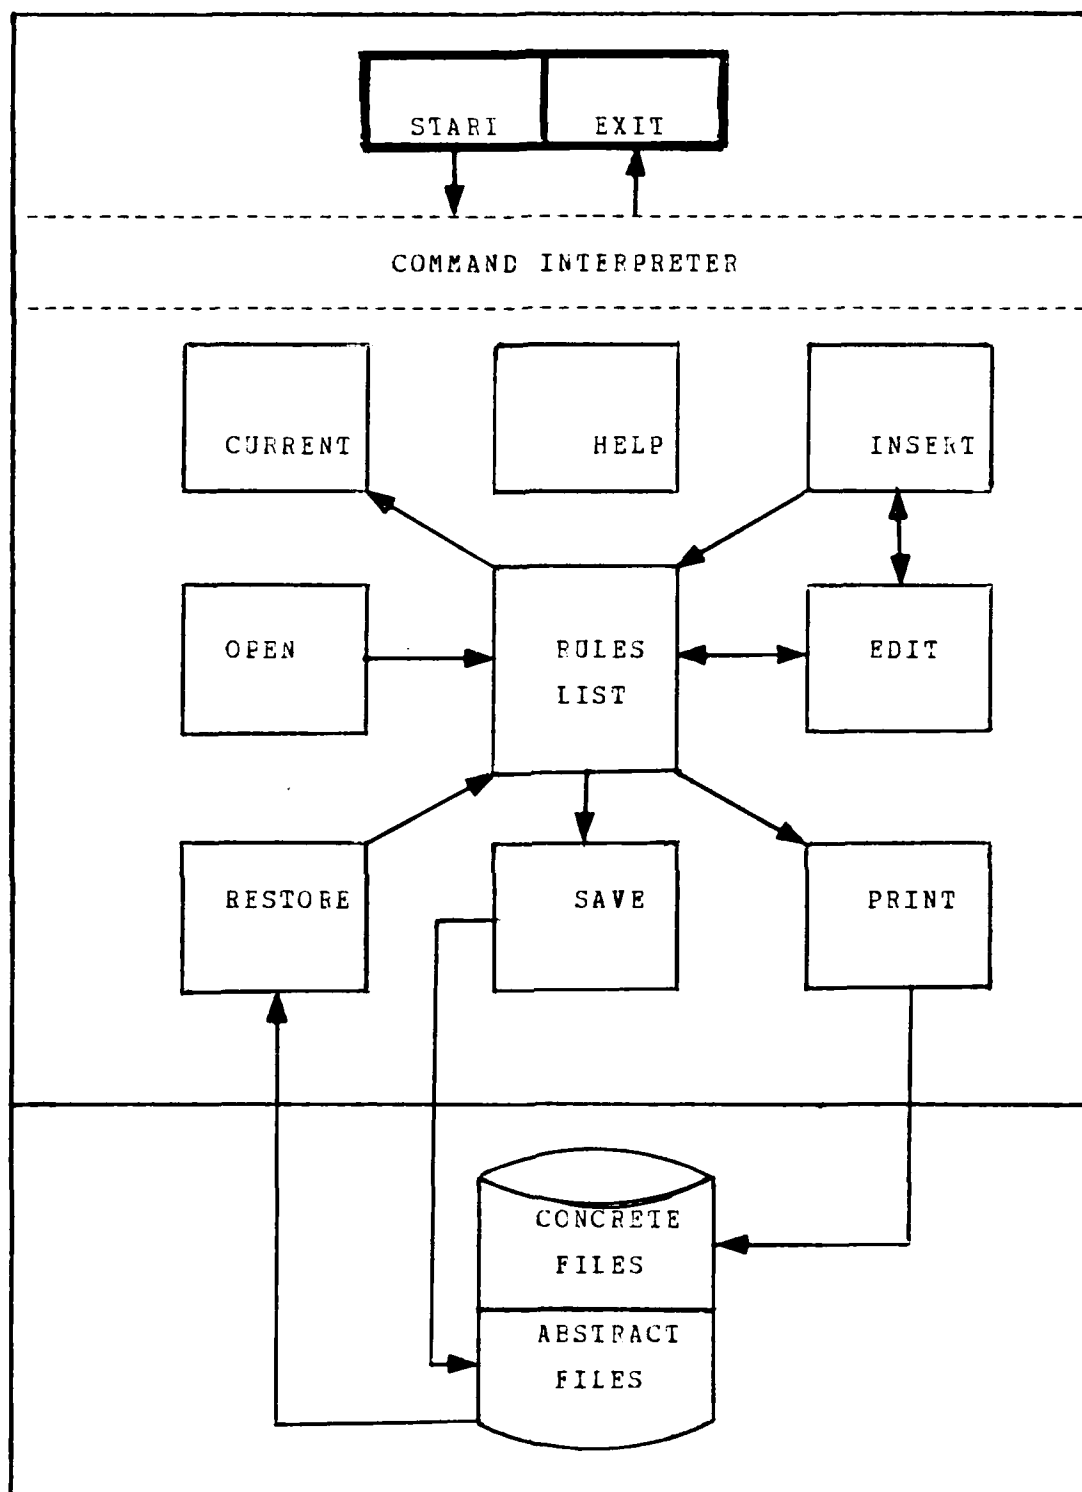 START EXIT
COMMAND INTERPRETER
CURRENT HELP INSERT
OPEN RULES EDIT
LIST
RESTORE SAVE PRINT
CONCRETE
FILES
ABSTRACT
FILES